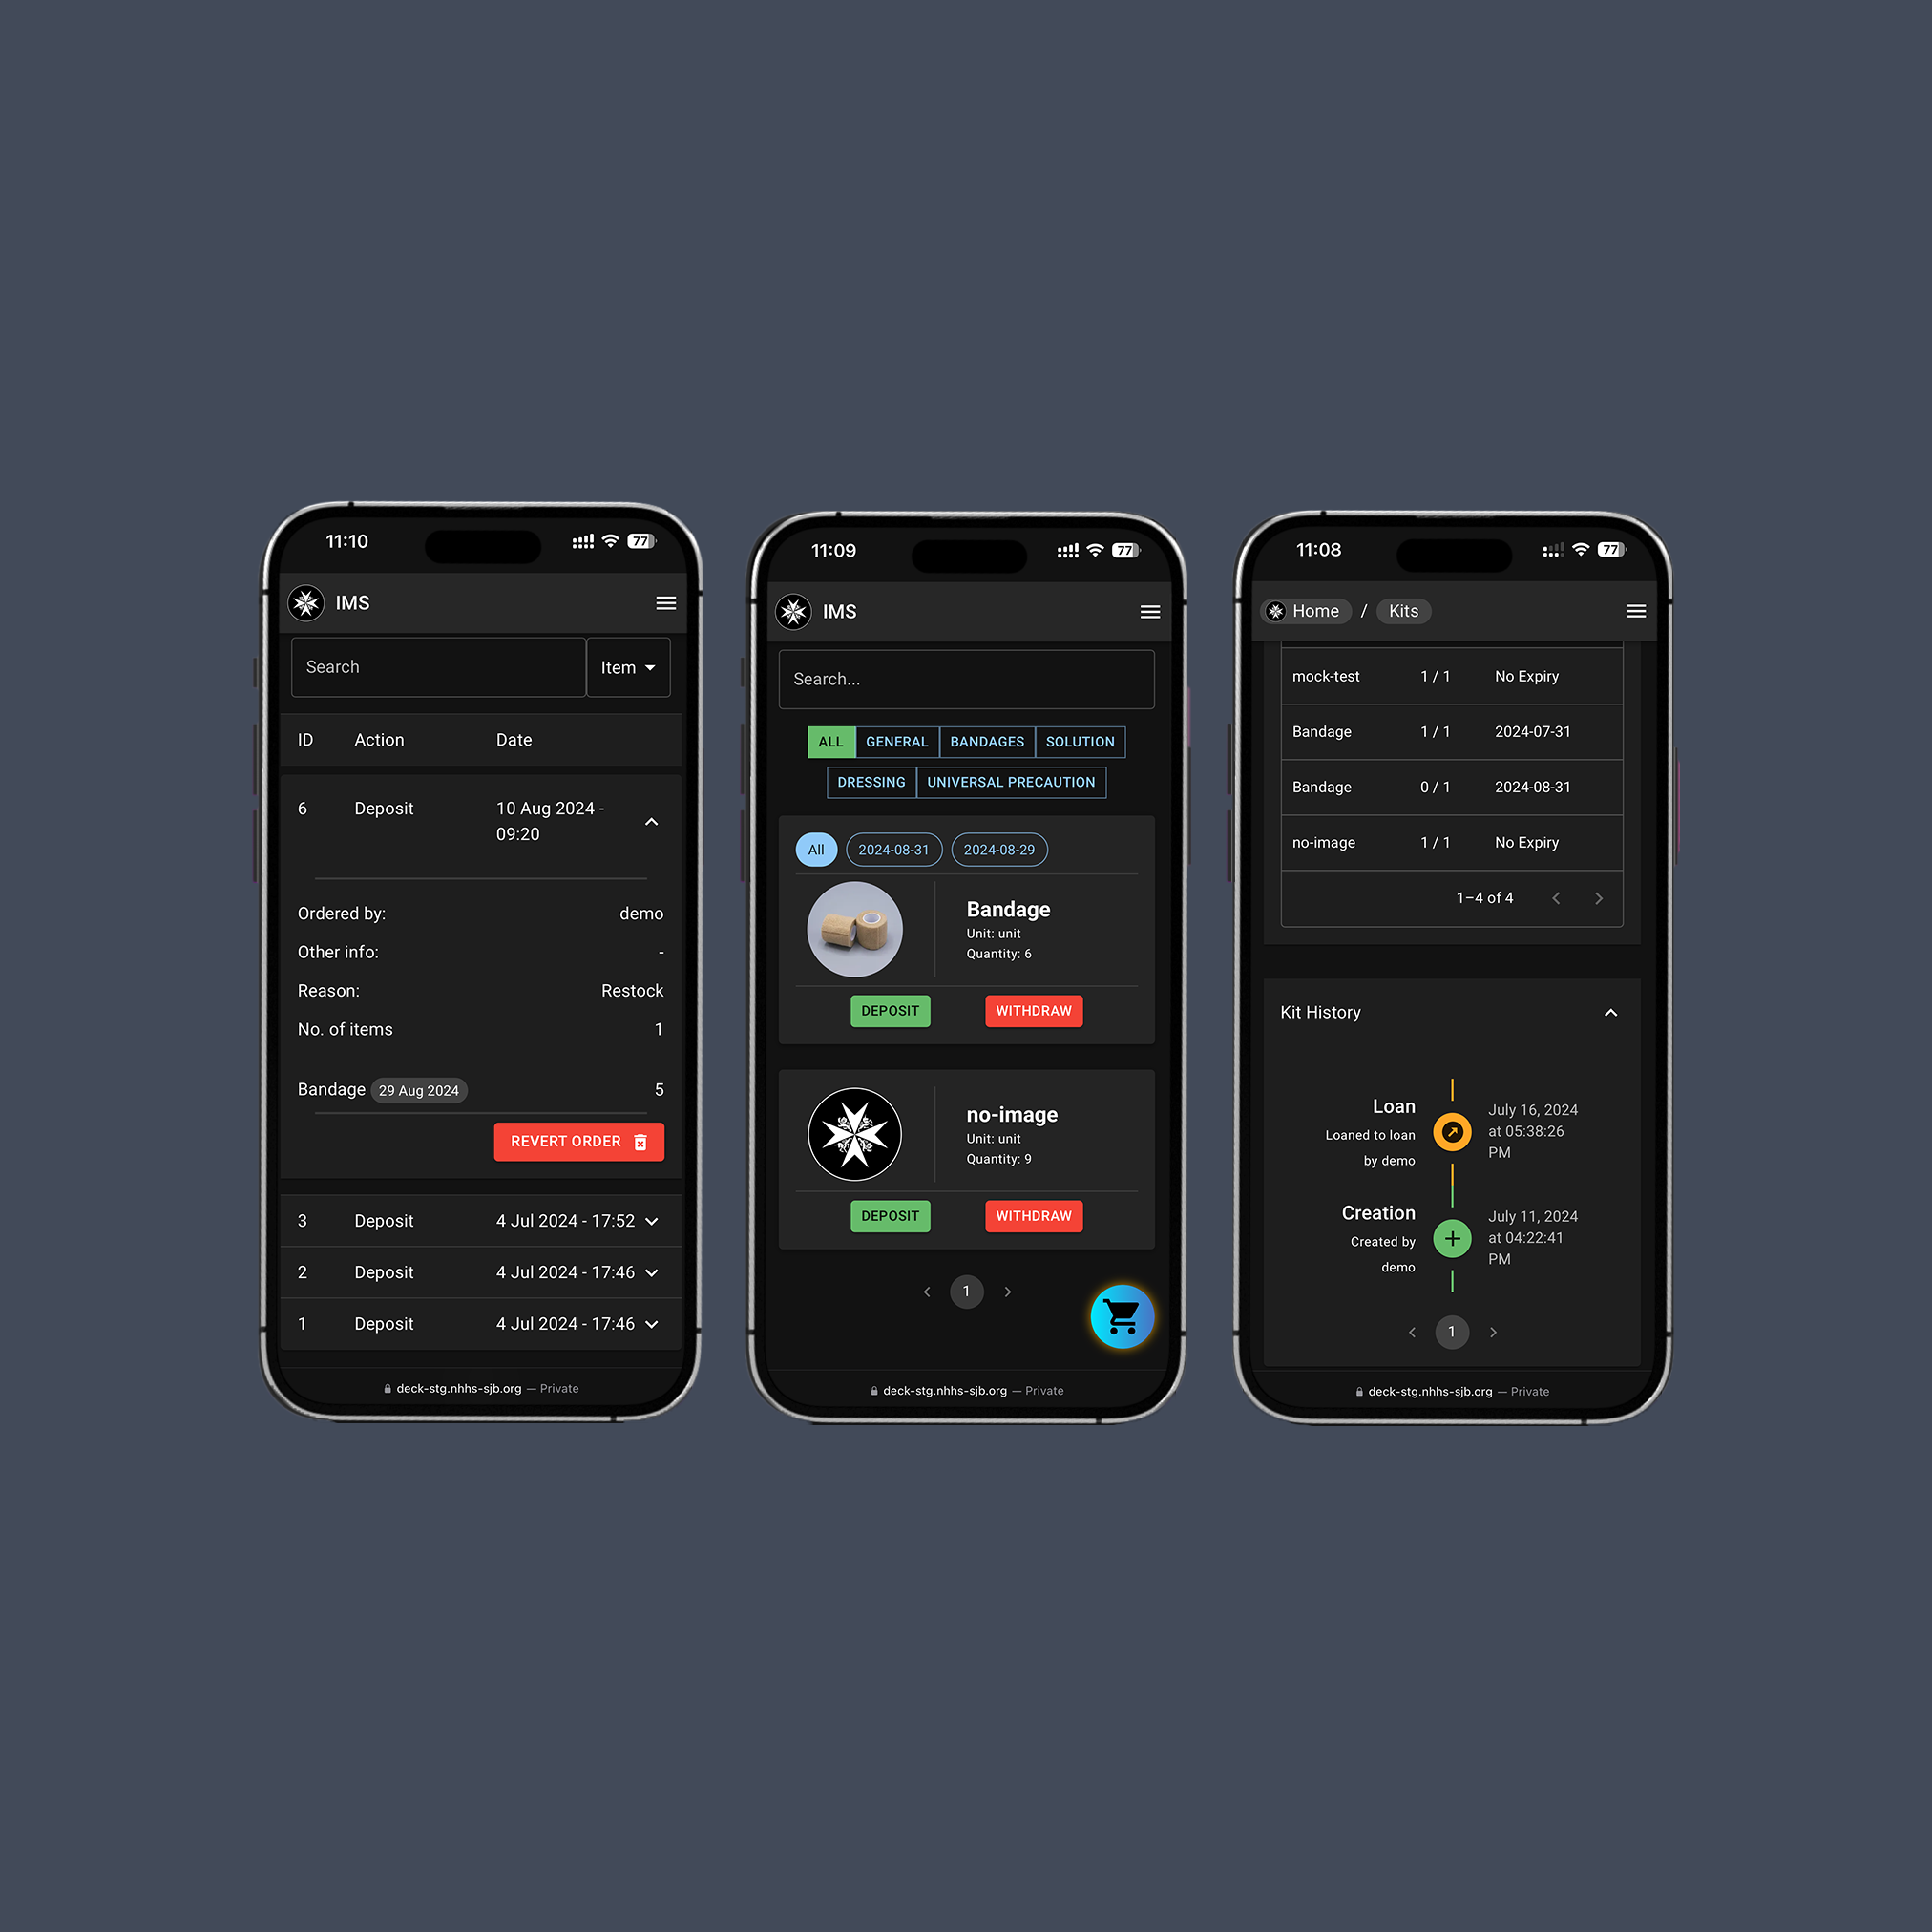 11:10
77
IMS
Search
Item
ID Action Date
6 Deposit 10 Aug 2024 -
09:20
Ordered by: demo
Other info: -
Reason: Restock
No. of items 1
Bandage 29 Aug 2024 5
REVERT ORDER
3 Deposit 4 Jul 2024 - 17:52
2 Deposit 4 Jul 2024 - 17:46
1 Deposit 4 Jul 2024 - 17:46
deck-stg.nhhs-sjb.org — Private
11:09
77
IMS
Search...
ALL GENERAL BANDAGES SOLUTION
DRESSING UNIVERSAL PRECAUTION
All 2024-08-31 2024-08-29
Bandage
Unit: unit
Quantity: 6
DEPOSIT WITHDRAW
no-image
Unit: unit
Quantity: 9
DEPOSIT WITHDRAW
1
deck-stg.nhhs-sjb.org — Private
11:08
77
Home / Kits
mock-test 1 / 1 No Expiry
Bandage 1 / 1 2024-07-31
Bandage 0 / 1 2024-08-31
no-image 1 / 1 No Expiry
1–4 of 4
Kit History
Loan
Loaned to loan
by demo
July 16, 2024
at 05:38:26
PM
Creation
Created by
demo
July 11, 2024
at 04:22:41
PM
1
deck-stg.nhhs-sjb.org — Private